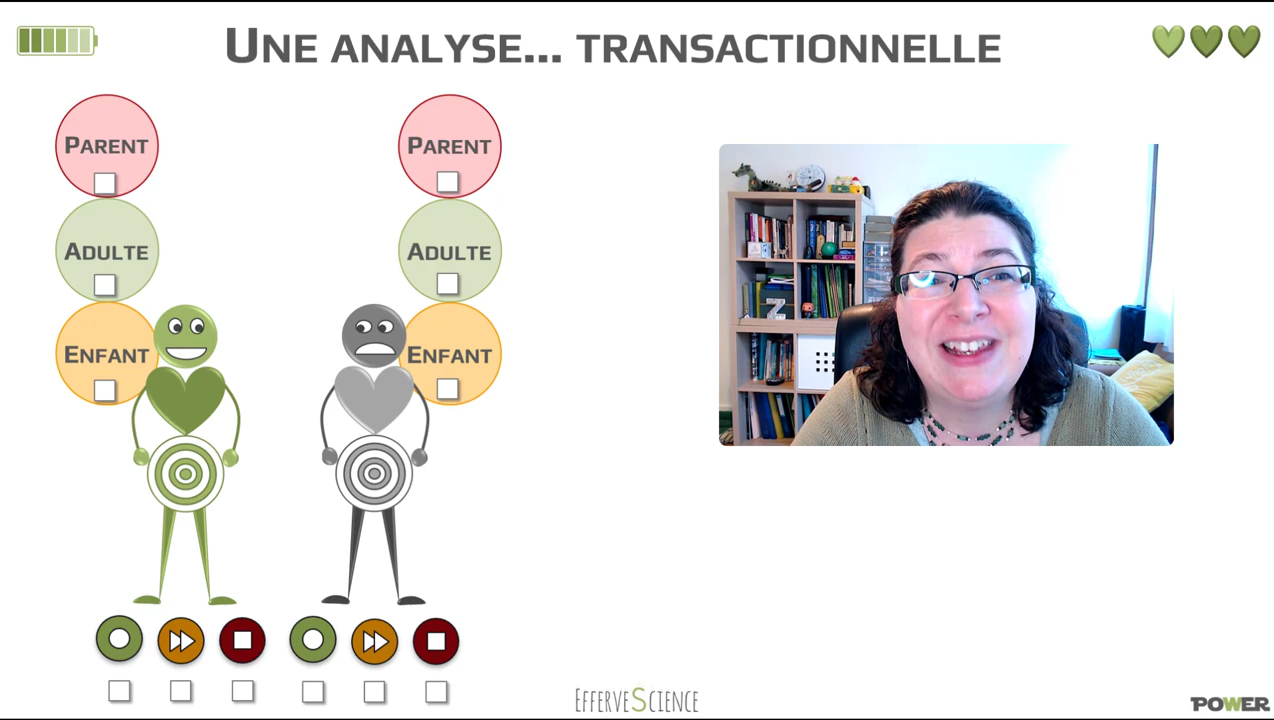 UNE ANALYSE... TRANSACTIONNELLE
PARENT
PARENT
ADULTE
ADULTE
ENFANT
ENFANT
EFFERVESCIENCE
POWER